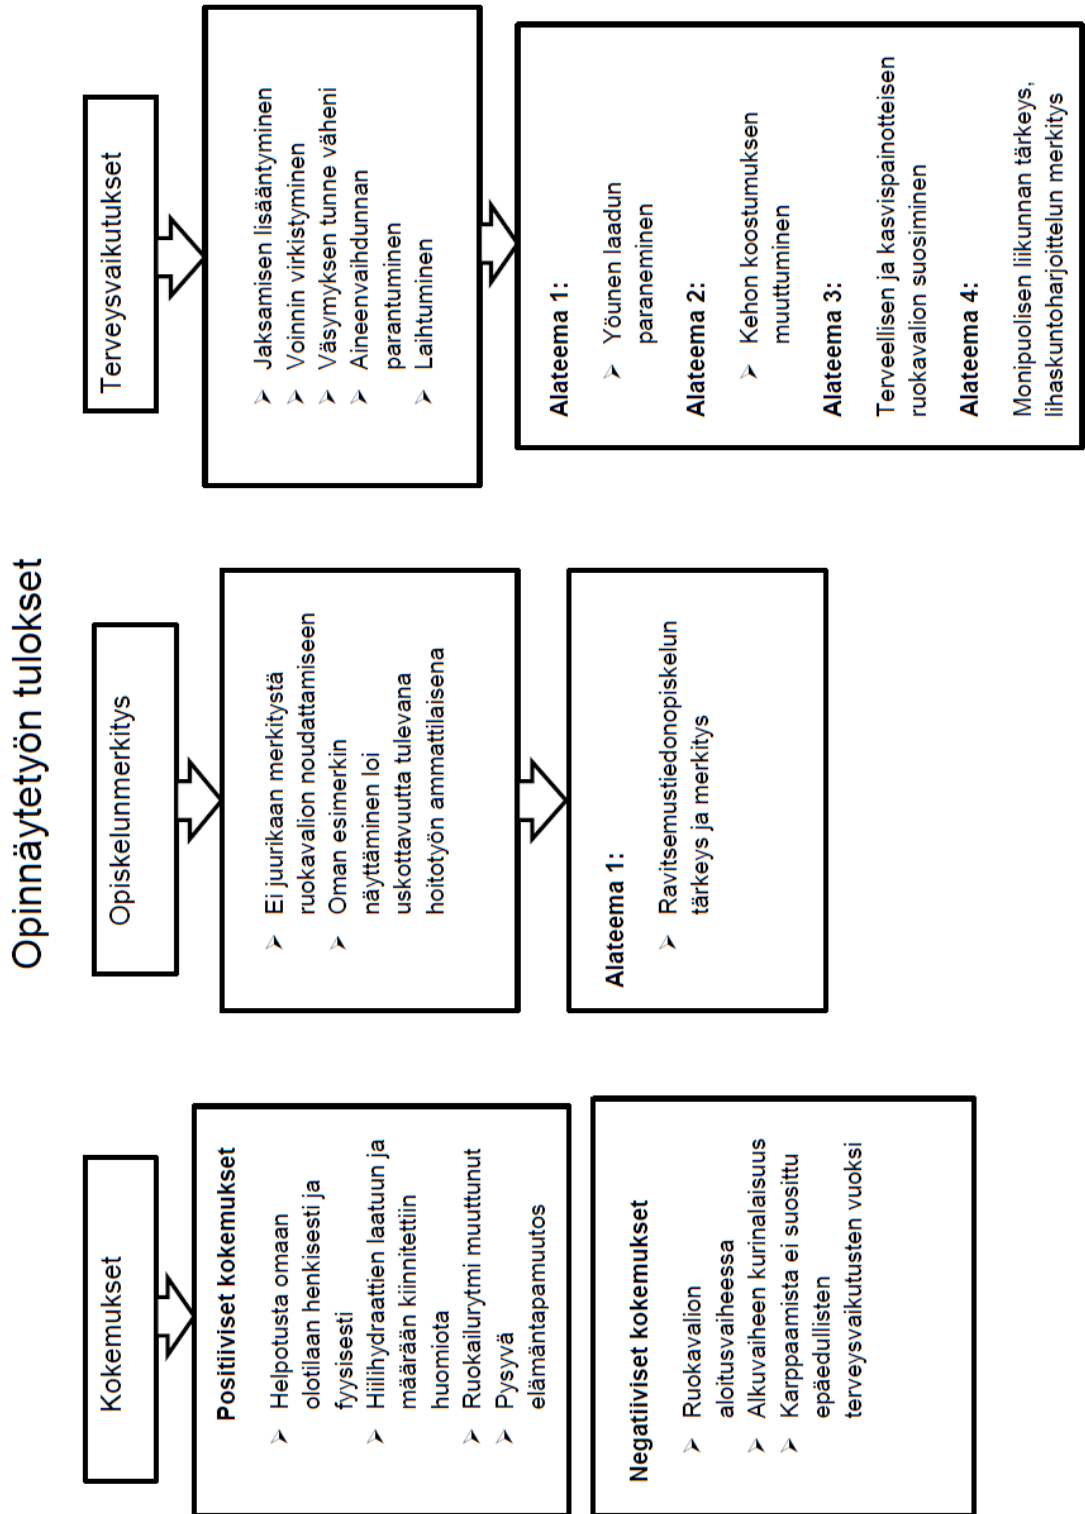 Opinnäytetyön tulokset
Kokemukset
Positiiviset kokemukset
➢ Helpotusta omaan
olotilaan henkisesti ja
fyysisesti
➢ Hiilihydraattien laatuun ja
määrään kiinnitettiin
huomiota
➢ Ruokailurytmi muuttunut
➢ Pysyvä
elämäntapamuutos
Negatiiviset kokemukset
➢ Ruokavalion
aloitusvaiheessa
➢ Alkuvaiheen kurinalaisuus
➢ Karppaamista ei suosittu
epäedullisten
terveysvaikutusten vuoksi
Opiskelunmerkitys
➢ Ei juurikaan merkitystä
ruokavalion noudattamiseen
➢ Oman esimerkin
näyttäminen loi
uskottavuutta tulevana
hoitotyön ammattilaisena
Alateema 1:
➢ Ravitsemustiedonopiskelun
tärkeys ja merkitys
Terveysvaikutukset
➢ Jaksamisen lisääntyminen
➢ Voinnin virkistyminen
➢ Väsymyksen tunne väheni
➢ Aineenvaihdunnan
parantuminen
➢ Laihtuminen
Alateema 1:
➢ Yöunen laadun
paraneminen
Alateema 2:
➢ Kehon koostumuksen
muuttuminen
Alateema 3:
Terveellisen ja kasvispainotteisen
ruokavalion suosiminen
Alateema 4:
Monipuolisen liikunnan tärkeys,
lihaskuntoharjoittelun merkitys